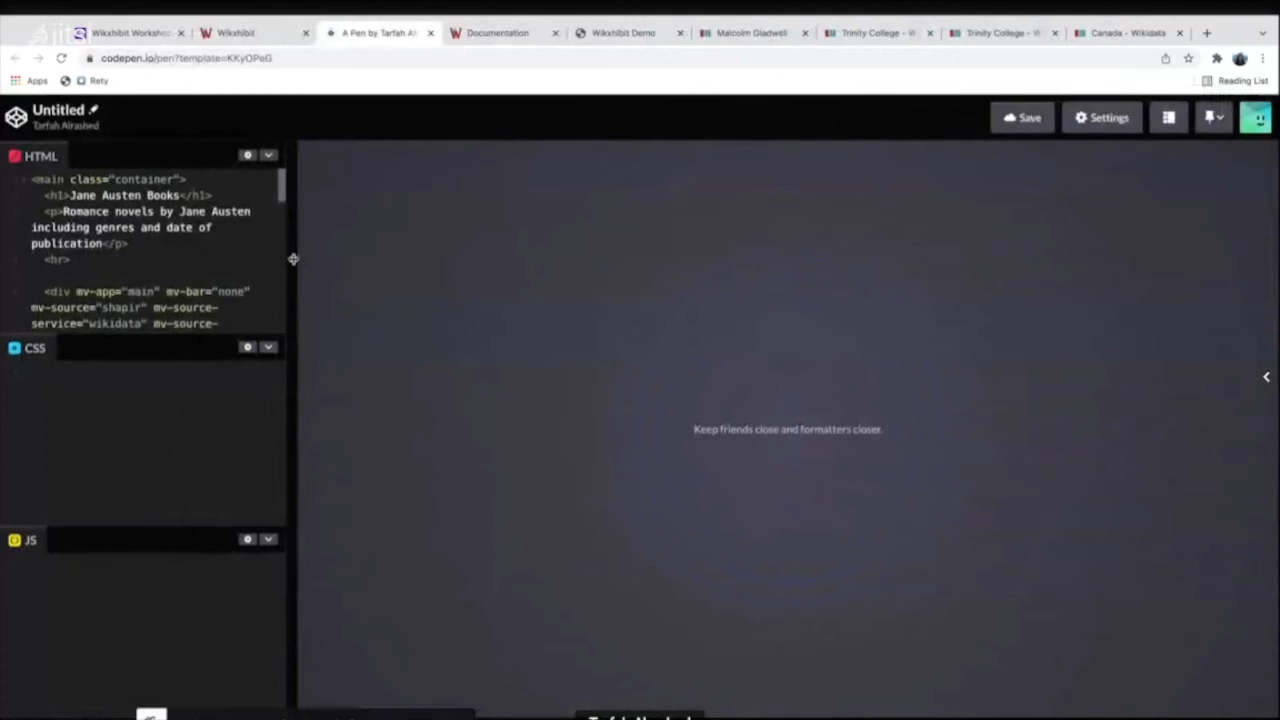 jitsi
Wikxhibit Workshop
Wikxhibit
A Pen by Tarfah Al
Documentation
Wikxhibit Demo
Malcolm Gladwell
Trinity College - W
Trinity College - W
Canada - Wikidata
codepen.io/pen?template=KKyOPeG
Apps
Rety
Reading List
Untitled
Tarfah Alrashed
Save
Settings
HTML
<main class="container">
<h1>Jane Austen Books</h1>
<p>Romance novels by Jane Austen
including genres and date of
publication</p>
<hr>
<div mv-app="main" mv-bar="none"
mv-source="shapir" mv-source-
service="wikidata" mv-source-
CSS
JS
Keep friends close and formatters closer.